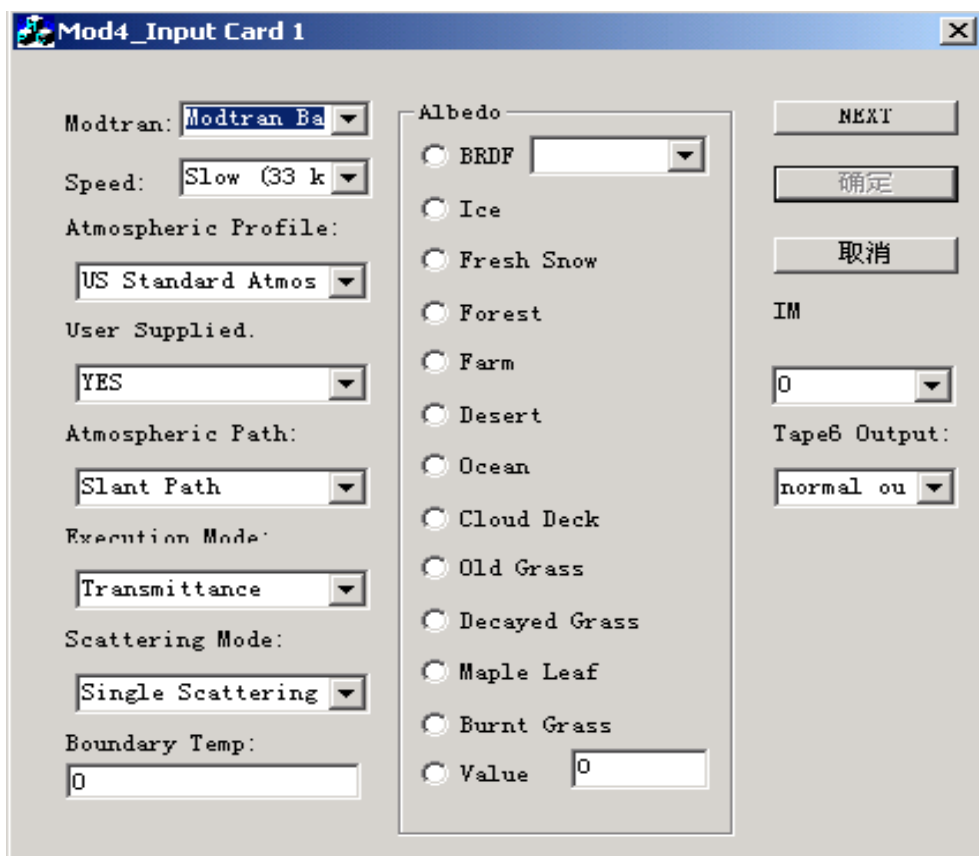 Mod4_Input Card 1
Modtran: Modtran Ba
Speed: Slow (33 k
Atmospheric Profile:
US Standard Atmos
User Supplied.
YES
Atmospheric Path:
Slant Path
Execution Mode:
Transmittance
Scattering Mode:
Single Scattering
Boundary Temp:
0
Albedo
BRDF
Ice
Fresh Snow
Forest
Farm
Desert
Ocean
Cloud Deck
Old Grass
Decayed Grass
Maple Leaf
Burnt Grass
Value 0
NEXT
确定
取消
IM
0
Tape6 Output:
normal ou